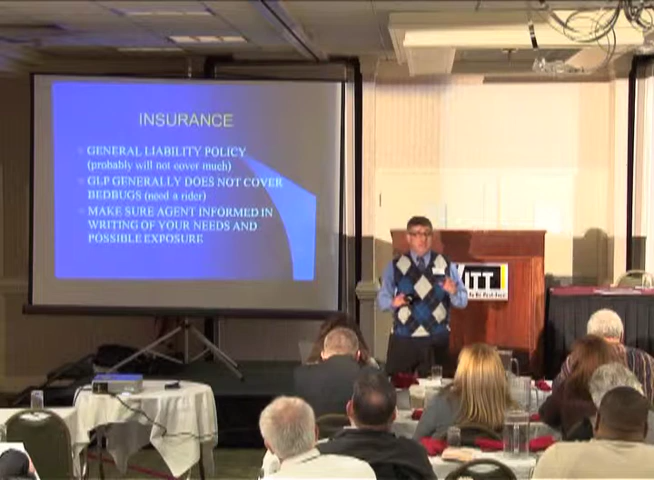 INSURANCE
GENERAL LIABILITY POLICY
(probably will not cover much)
GLP GENERALLY DOES NOT COVER
BEDBUGS (need a rider)
MAKE SURE AGENT INFORMED IN
WRITING OF YOUR NEEDS AND
POSSIBLE EXPOSURE
ITT